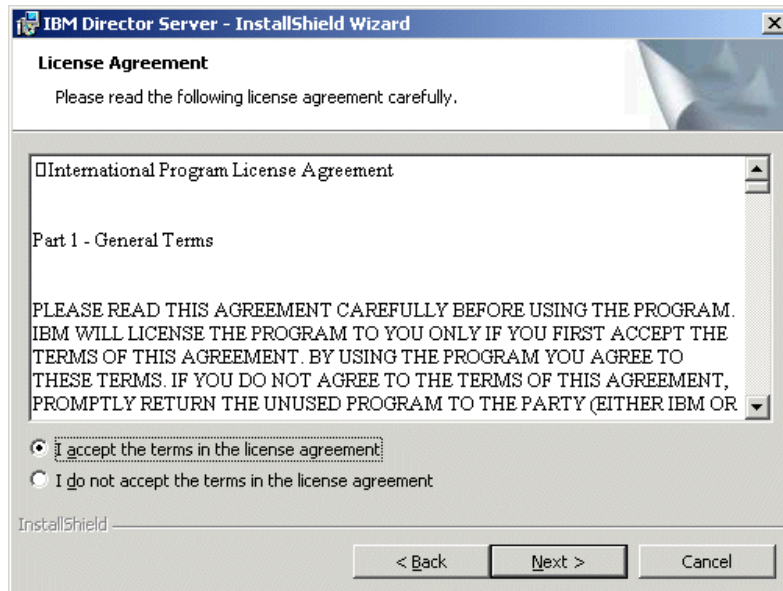 IBM Director Server - InstallShield Wizard
License Agreement
Please read the following license agreement carefully.
□International Program License Agreement
Part 1 - General Terms
PLEASE READ THIS AGREEMENT CAREFULLY BEFORE USING THE PROGRAM.
IBM WILL LICENSE THE PROGRAM TO YOU ONLY IF YOU FIRST ACCEPT THE
TERMS OF THIS AGREEMENT. BY USING THE PROGRAM YOU AGREE TO
THESE TERMS. IF YOU DO NOT AGREE TO THE TERMS OF THIS AGREEMENT,
PROMPTLY RETURN THE UNUSED PROGRAM TO THE PARTY (EITHER IBM OR
I accept the terms in the license agreement
I do not accept the terms in the license agreement
InstallShield
< Back Next > Cancel